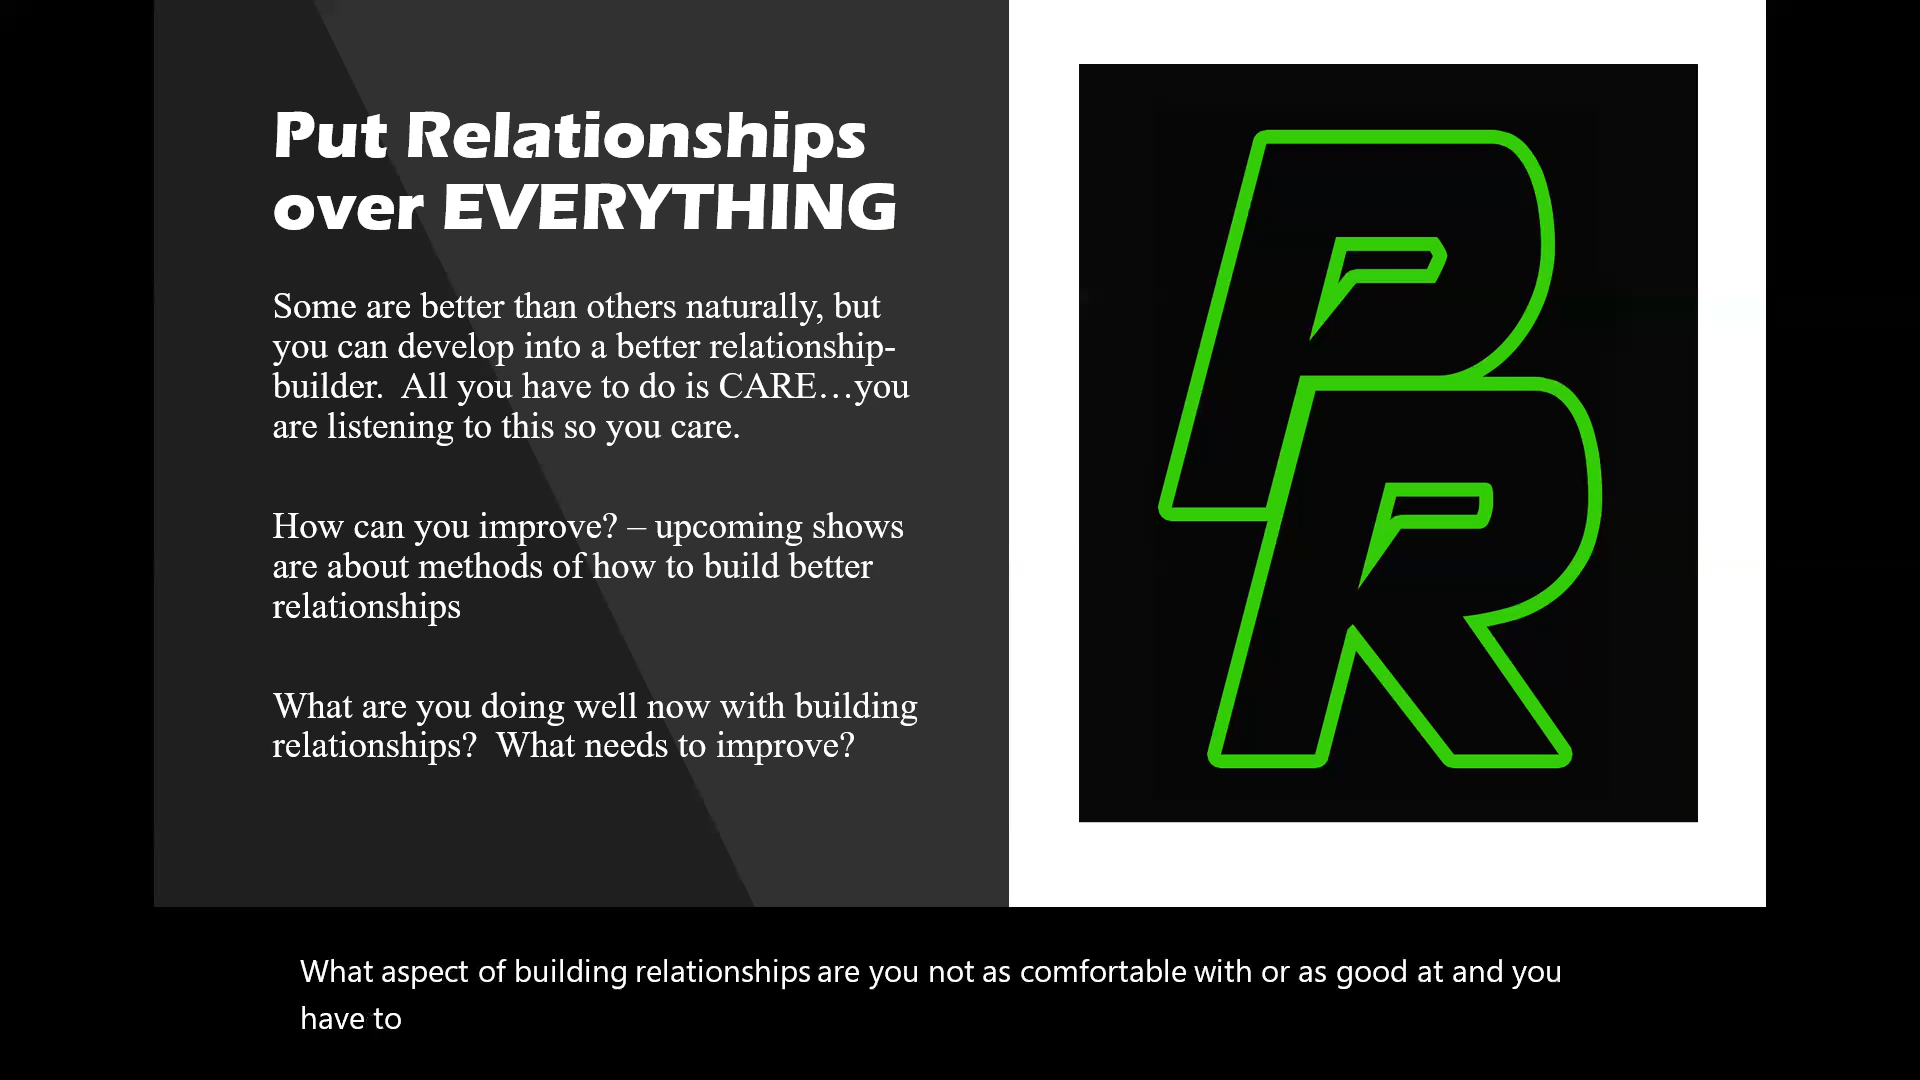 Put Relationships
over EVERYTHING
Some are better than others naturally, but
you can develop into a better relationship-
builder.  All you have to do is CARE…you
are listening to this so you care.
How can you improve? – upcoming shows
are about methods of how to build better
relationships
What are you doing well now with building
relationships?  What needs to improve?
P
R
What aspect of building relationships are you not as comfortable with or as good at and you
have to